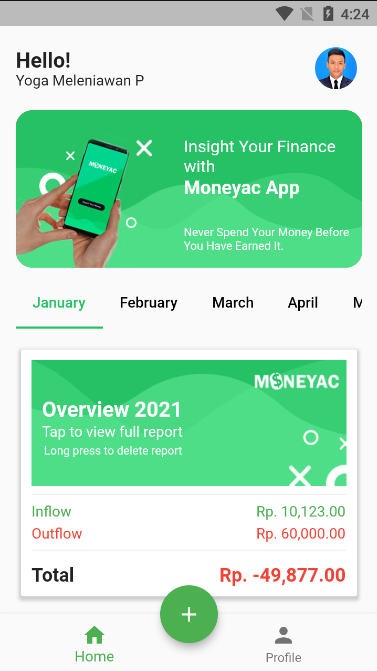 4:24
Hello!
Yoga Meleniawan P
MONEYAC
Insight Your Finance
with
Moneyac App
Never Spend Your Money Before
You Have Earned It.
January February March April M
M$NEYAC
Overview 2021
Tap to view full report
Long press to delete report
Inflow Rp. 10,123.00
Outflow Rp. 60,000.00
Total Rp. -49,877.00
+
Home Profile